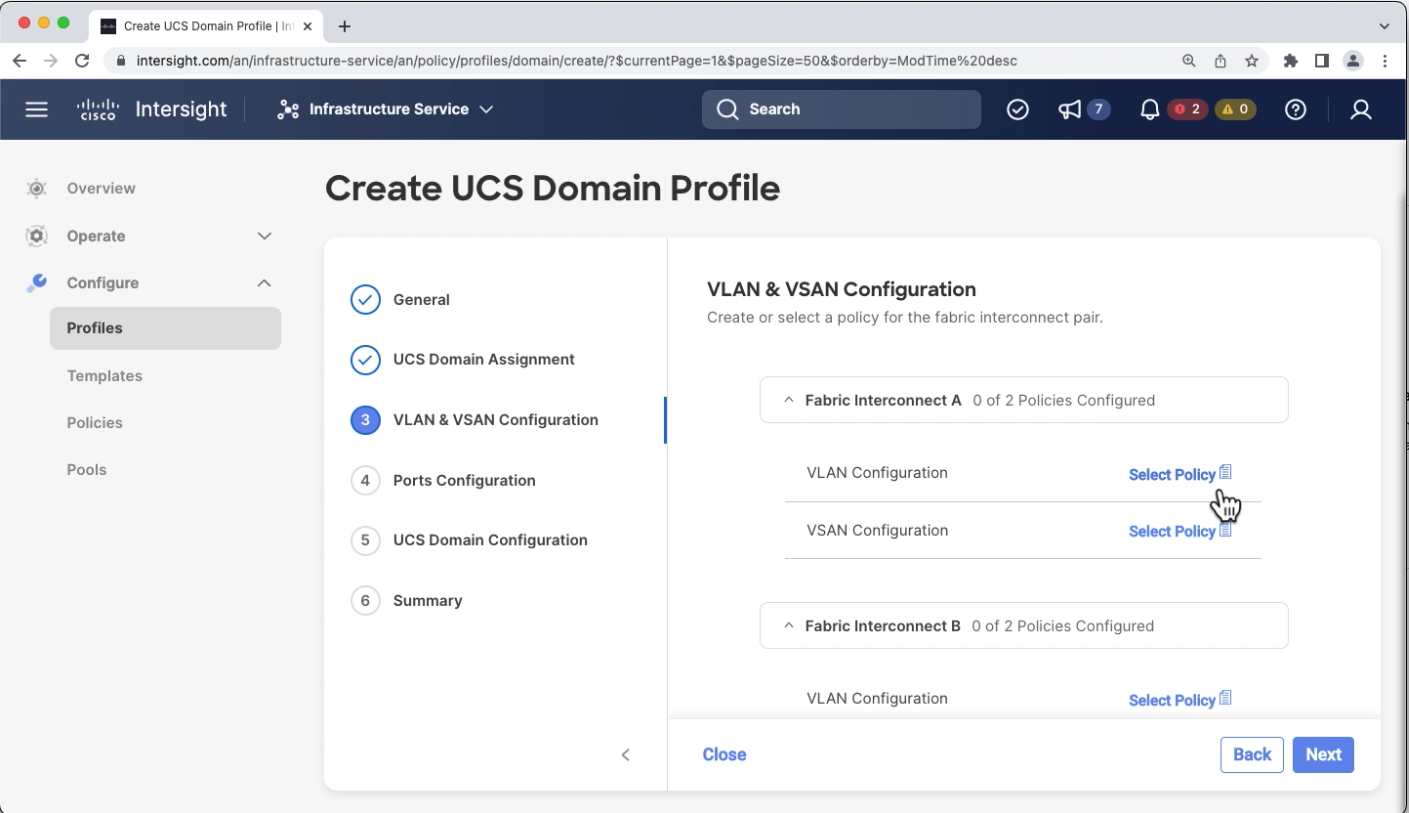 Create UCS Domain Profile | Int
intersight.com/an/infrastructure-service/an/policy/profiles/domain/create/?$currentPage=1&$pageSize=50&$orderby=ModTime%20desc
cisco Intersight Infrastructure Service Search 7 2 0
Overview
Operate
Configure
Profiles
Templates
Policies
Pools
Create UCS Domain Profile
General
UCS Domain Assignment
3 VLAN & VSAN Configuration
4 Ports Configuration
5 UCS Domain Configuration
6 Summary
VLAN & VSAN Configuration
Create or select a policy for the fabric interconnect pair.
Fabric Interconnect A 0 of 2 Policies Configured
VLAN Configuration Select Policy
VSAN Configuration Select Policy
Fabric Interconnect B 0 of 2 Policies Configured
VLAN Configuration Select Policy
Close Back Next